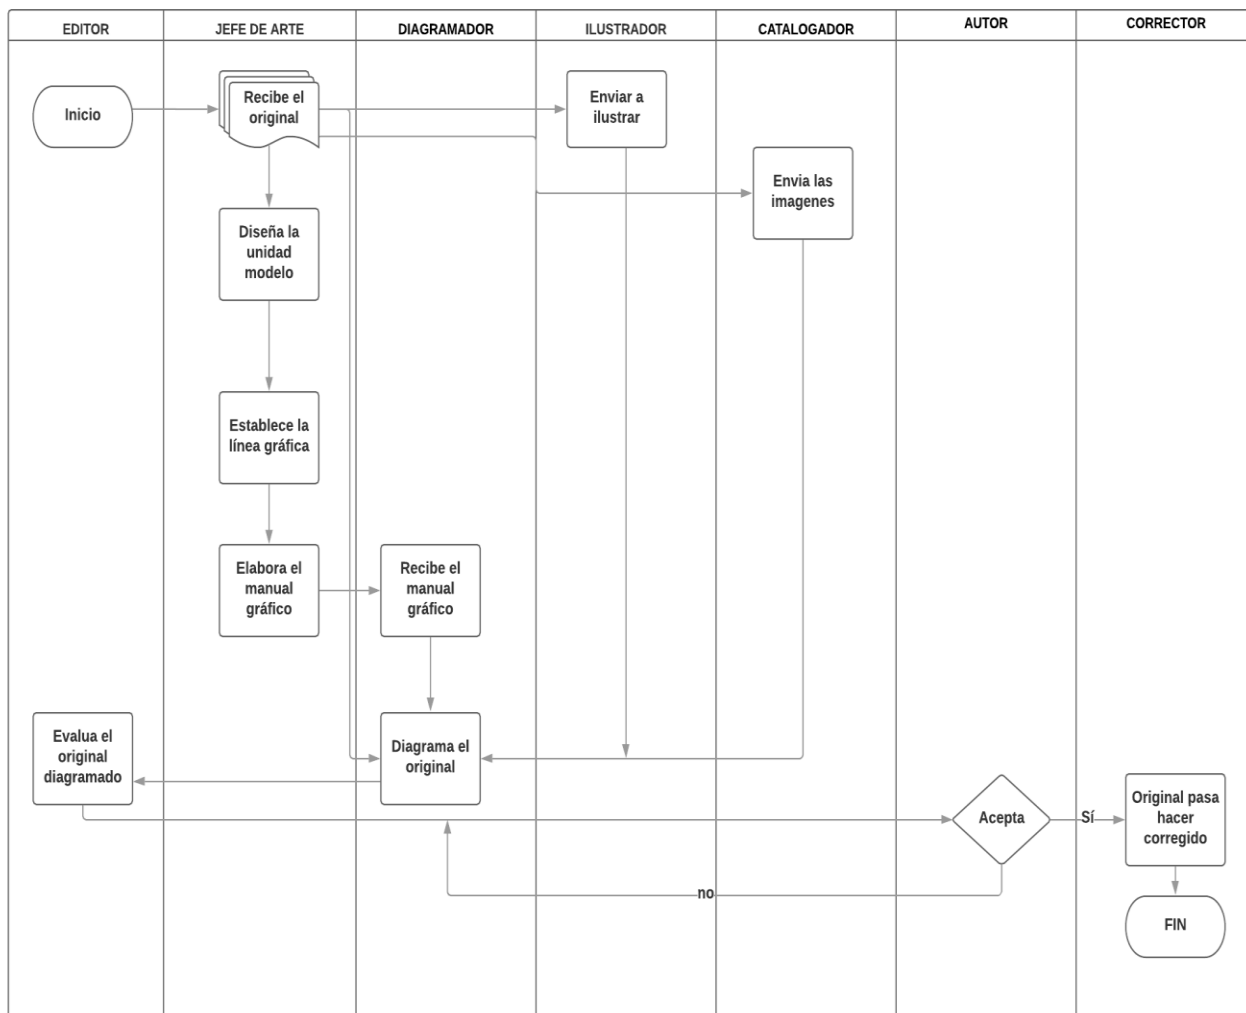 EDITOR
JEFE DE ARTE
DIAGRAMADOR
ILUSTRADOR
CATALOGADOR
AUTOR
CORRECTOR
Inicio
Recibe el
original
Enviar a
ilustrar
Envia las
imagenes
Diseña la
unidad
modelo
Establece la
línea gráfica
Elabora el
manual
gráfico
Recibe el
manual
gráfico
Evalua el
original
diagramado
Diagrama el
original
Acepta
Sí
Original pasa
hacer
corregido
no
FIN